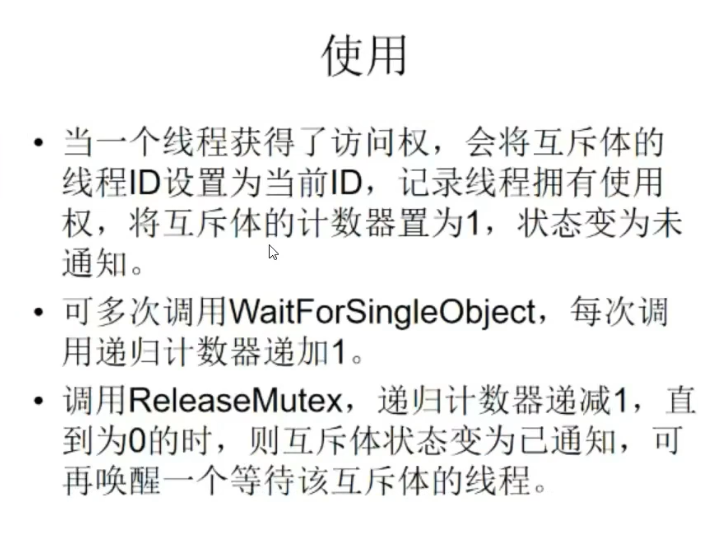 使用
• 当一个线程获得了访问权，会将互斥体的
线程ID设置为当前ID，记录线程拥有使用
权，将互斥体的计数器置为1，状态变为未
通知。
• 可多次调用WaitForSingleObject，每次调
用递归计数器递加1。
• 调用ReleaseMutex，递归计数器递减1，直
到为0的时，则互斥体状态变为已通知，可
再唤醒一个等待该互斥体的线程。